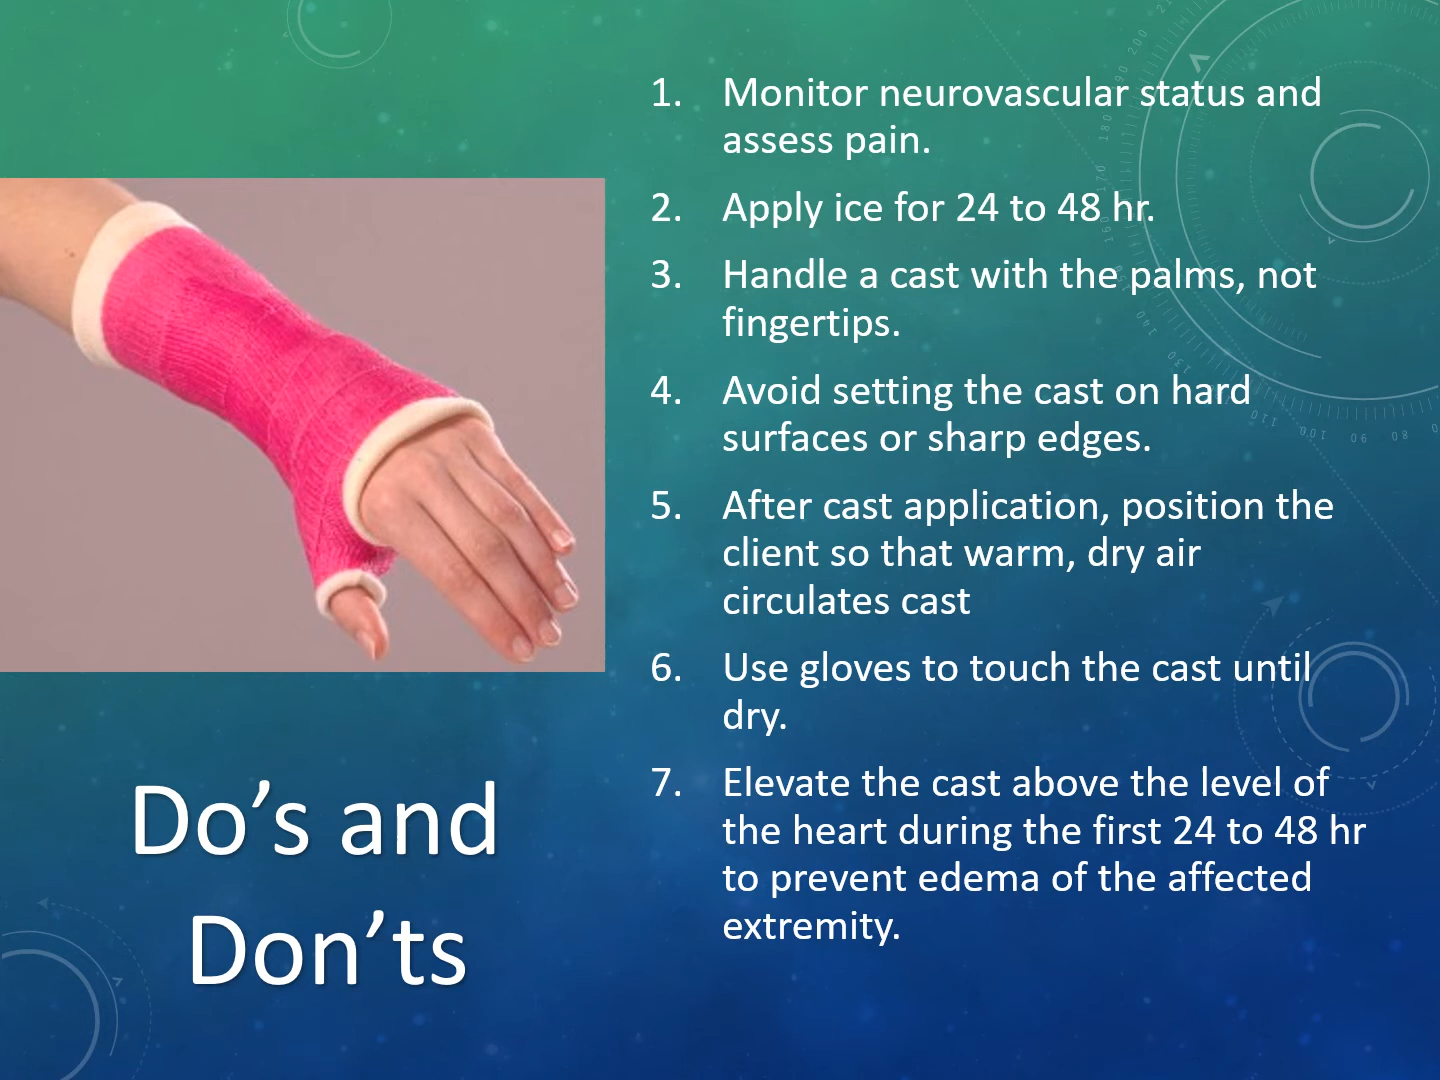 1. Monitor neurovascular status and
assess pain.
2. Apply ice for 24 to 48 hr.
3. Handle a cast with the palms, not
fingertips.
4. Avoid setting the cast on hard
surfaces or sharp edges.
5. After cast application, position the
client so that warm, dry air
circulates cast
6. Use gloves to touch the cast until
dry.
7. Elevate the cast above the level of
the heart during the first 24 to 48 hr
to prevent edema of the affected
extremity.
Do’s and
Don’ts